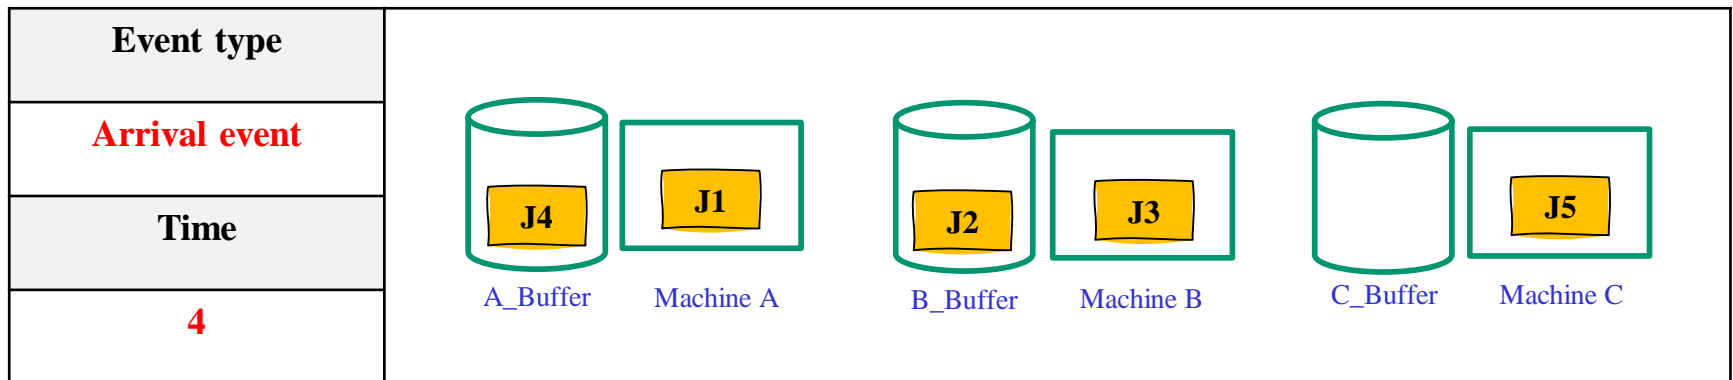 Event type
Arrival event
Time
4
J4
J1
J2
J3
J5
A_Buffer
Machine A
B_Buffer
Machine B
C_Buffer
Machine C